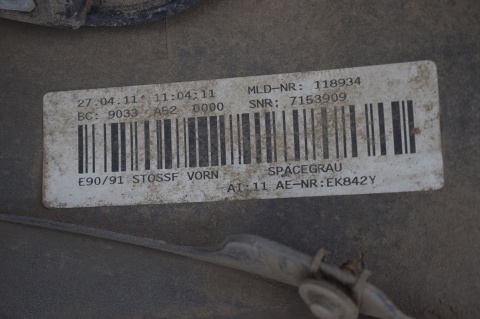 27.04.11* 11:04:11 MLD-NR: 118934
BC: 9033 A52 0000 SNR: 7153909
E90/91 STOSSF VORN SPACEGRAU
AI:11 AE-NR:EK842Y